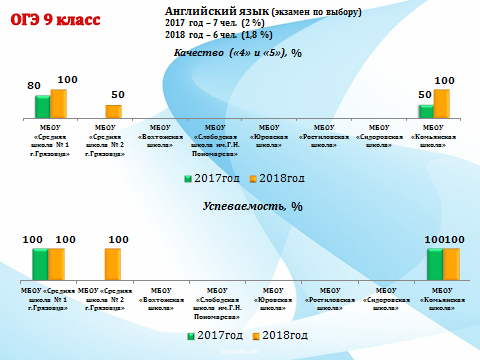 ОГЭ 9 класс
Английский язык (экзамен по выбору)
2017 год – 7 чел. (2 %)
2018 год – 6 чел. (1,8 %)
Качество («4» и «5»), %
80
100
50
50
100
МБОУ «Средняя школа № 1 г.Грязовца»
МБОУ «Средняя школа № 2 г.Грязовца»
МБОУ «Вохтожская школа»
МБОУ «Слободская школа им.Г.Н. Пономарева»
МБОУ «Юровская школа»
МБОУ «Ростиловская школа»
МБОУ «Сидоровская школа»
МБОУ «Комьянская школа»
2017год 2018год
Успеваемость, %
100 100
100
100 100
МБОУ «Средняя школа № 1 г.Грязовца»
МБОУ «Средняя школа № 2 г.Грязовца»
МБОУ «Вохтожская школа»
МБОУ «Слободская школа им.Г.Н. Пономарева»
МБОУ «Юровская школа»
МБОУ «Ростиловская школа»
МБОУ «Сидоровская школа»
МБОУ «Комьянская школа»
2017год 2018год